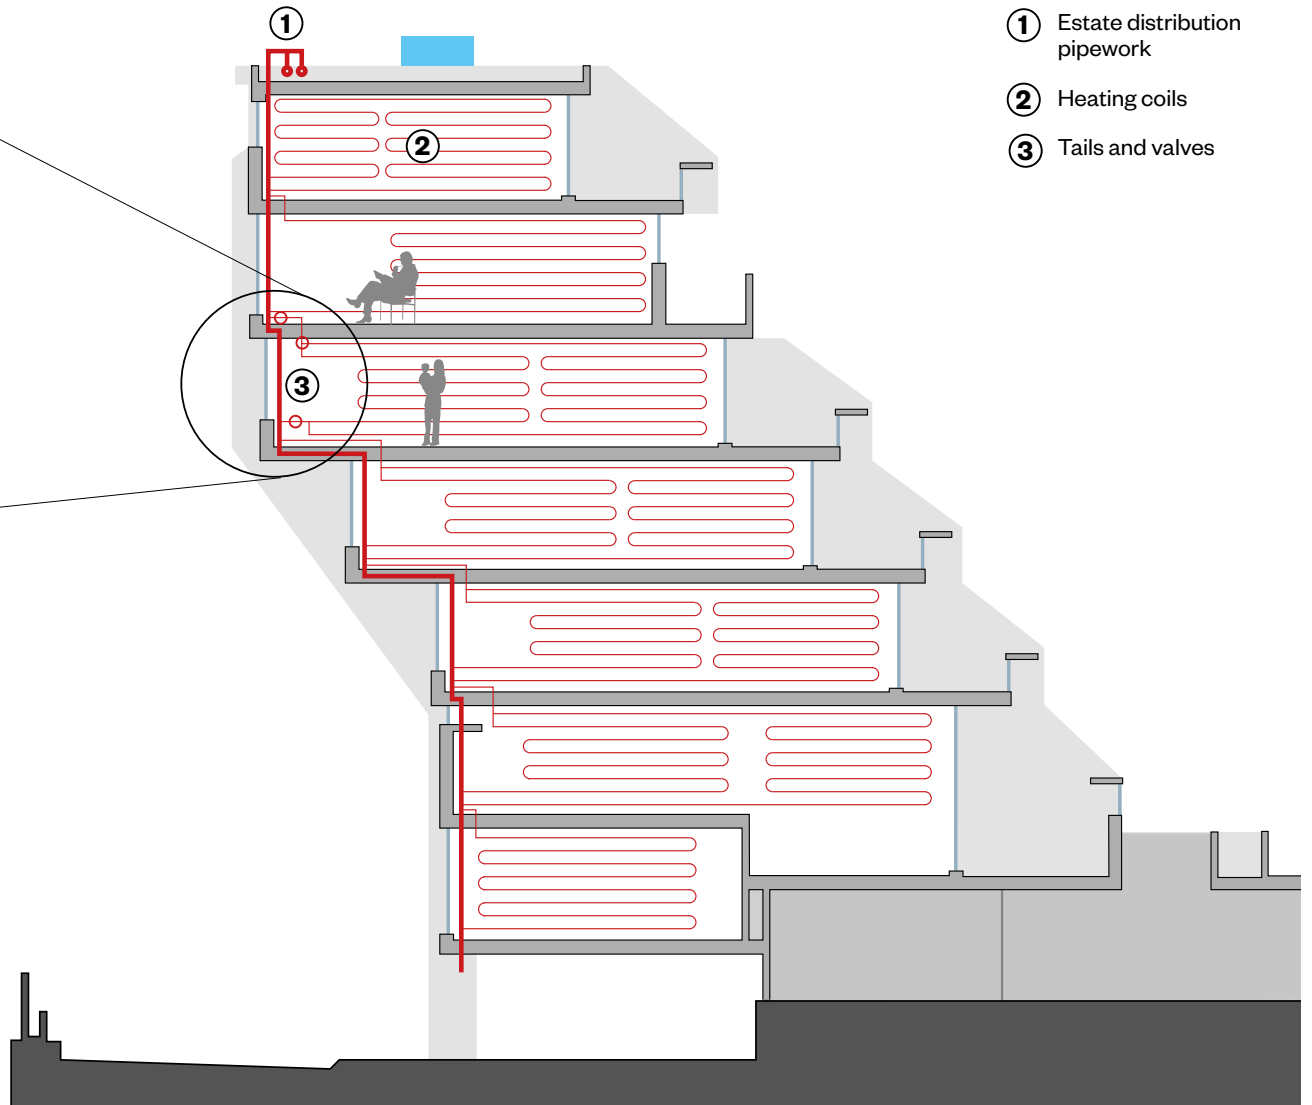 1
2
3
1 Estate distribution
pipework
2 Heating coils
3 Tails and valves